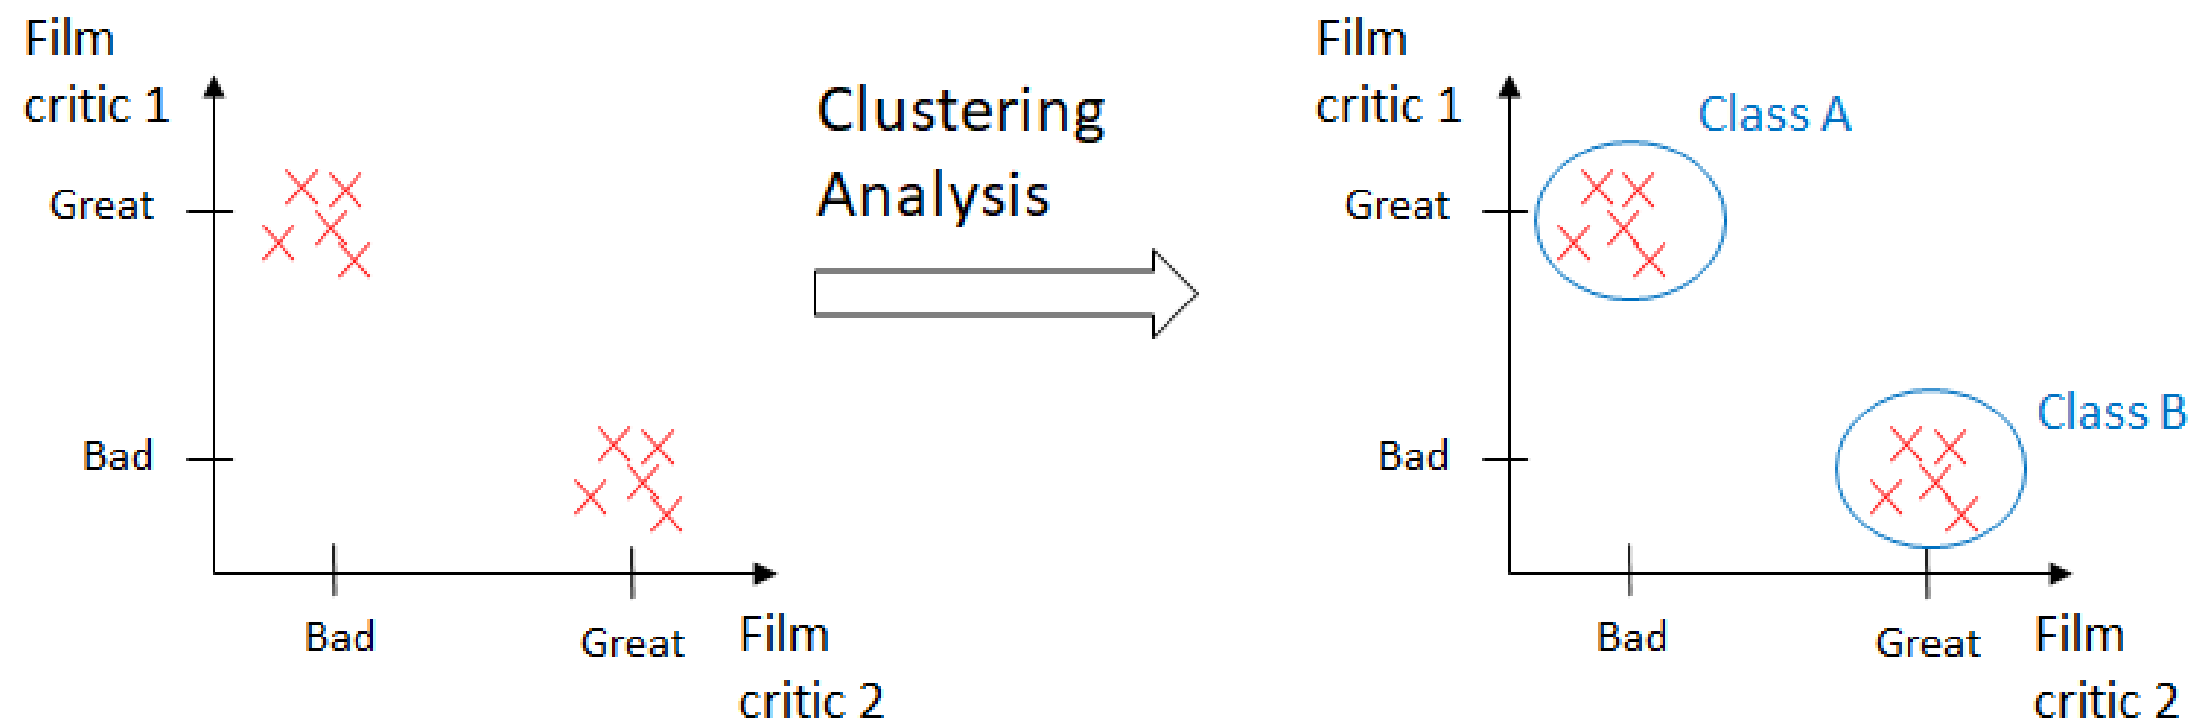 Film
critic 1
Great
Bad
Bad
Great
Film
critic 2
Clustering
Analysis
Film
critic 1
Class A
Great
Class B
Bad
Bad
Great
Film
critic 2